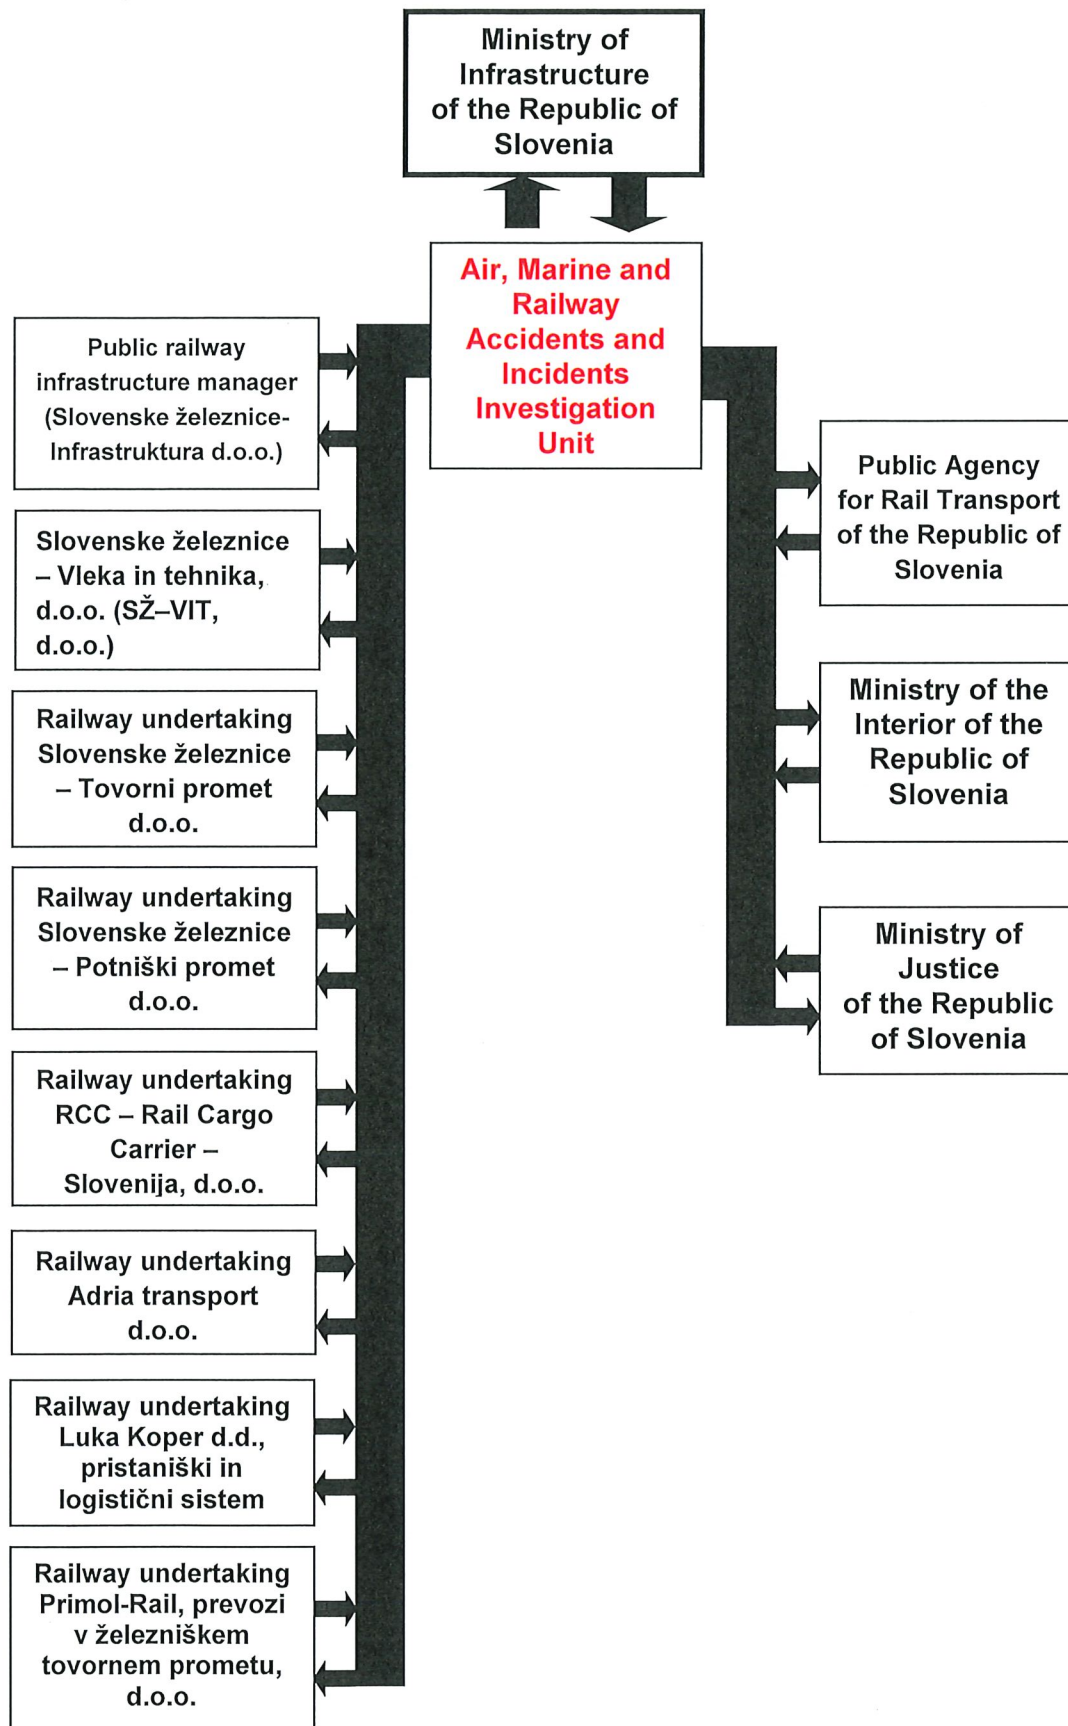 Ministry of
Infrastructure
of the Republic of
Slovenia
Air, Marine and
Railway
Accidents and
Incidents
Investigation
Unit
Public railway
infrastructure manager
(Slovenske železnice-
Infrastruktura d.o.o.)
Slovenske železnice
– Vleka in tehnika,
d.o.o. (SŽ–VIT,
d.o.o.)
Railway undertaking
Slovenske železnice
– Tovorni promet
d.o.o.
Railway undertaking
Slovenske železnice
– Potniški promet
d.o.o.
Railway undertaking
RCC – Rail Cargo
Carrier –
Slovenija, d.o.o.
Railway undertaking
Adria transport
d.o.o.
Railway undertaking
Luka Koper d.d.,
pristaniški in
logistični sistem
Railway undertaking
Primol-Rail, prevozi
v železniškem
tovornem prometu,
d.o.o.
Public Agency
for Rail Transport
of the Republic of
Slovenia
Ministry of the
Interior of the
Republic of
Slovenia
Ministry of
Justice
of the Republic
of Slovenia